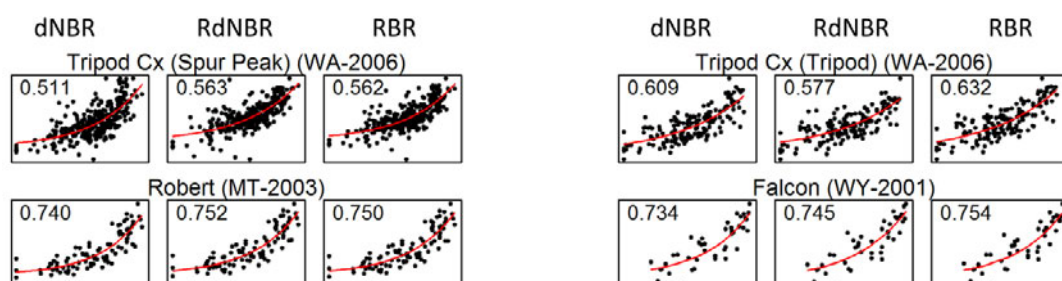 dNBR RdNBR RBR
Tripod Cx (Spur Peak) (WA-2006)
0.511 0.563 0.562
Robert (MT-2003)
0.740 0.752 0.750
dNBR RdNBR RBR
Tripod Cx (Tripod) (WA-2006)
0.609 0.577 0.632
Falcon (WY-2001)
0.734 0.745 0.754